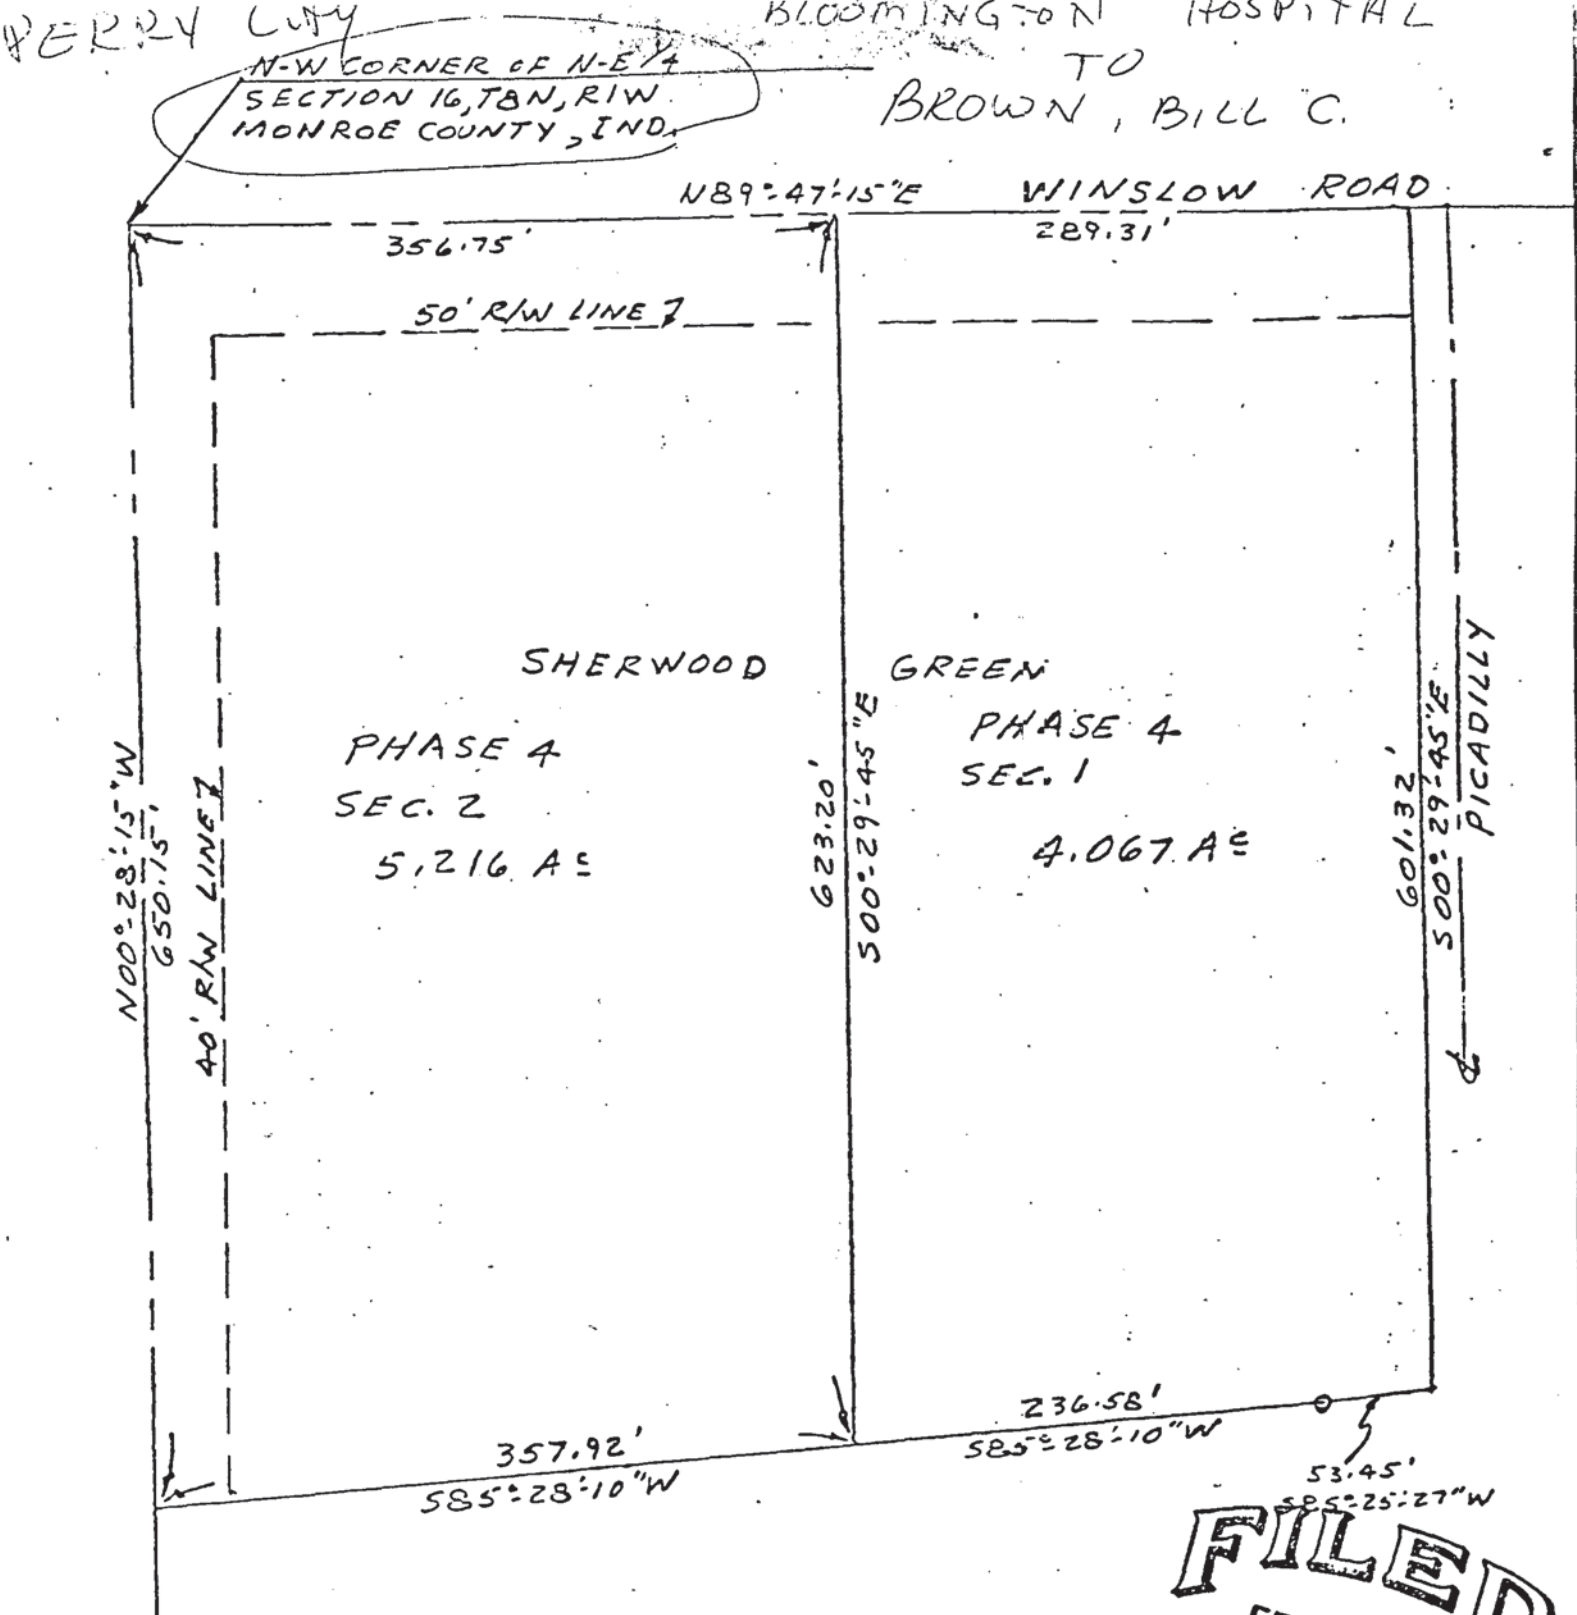 PERRY City
BLOOMINGTON HOSPITAL
TO
BROWN, BILL C.
N-W CORNER OF N-E 1/4
SECTION 16, T8N, R1W
MONROE COUNTY, IND.
N89°-47'-15"E WINSLOW ROAD
356.75' 289.31'
50' R/W LINE
SHERWOOD GREEN
PHASE 4
SEC. 2
5.216 Ac
PHASE 4
SEC. 1
4.067 Ac
N00°-28'-15"W
650.15'
40' R/W LINE
623.20'
S00°-29'-45"E
601.32'
S00°-29'-45"E
PICADILLY
357.92'
S85°-28'-10"W
236.58'
S85°-28'-10"W
53.45'
S85°-25'-27"W
FILED